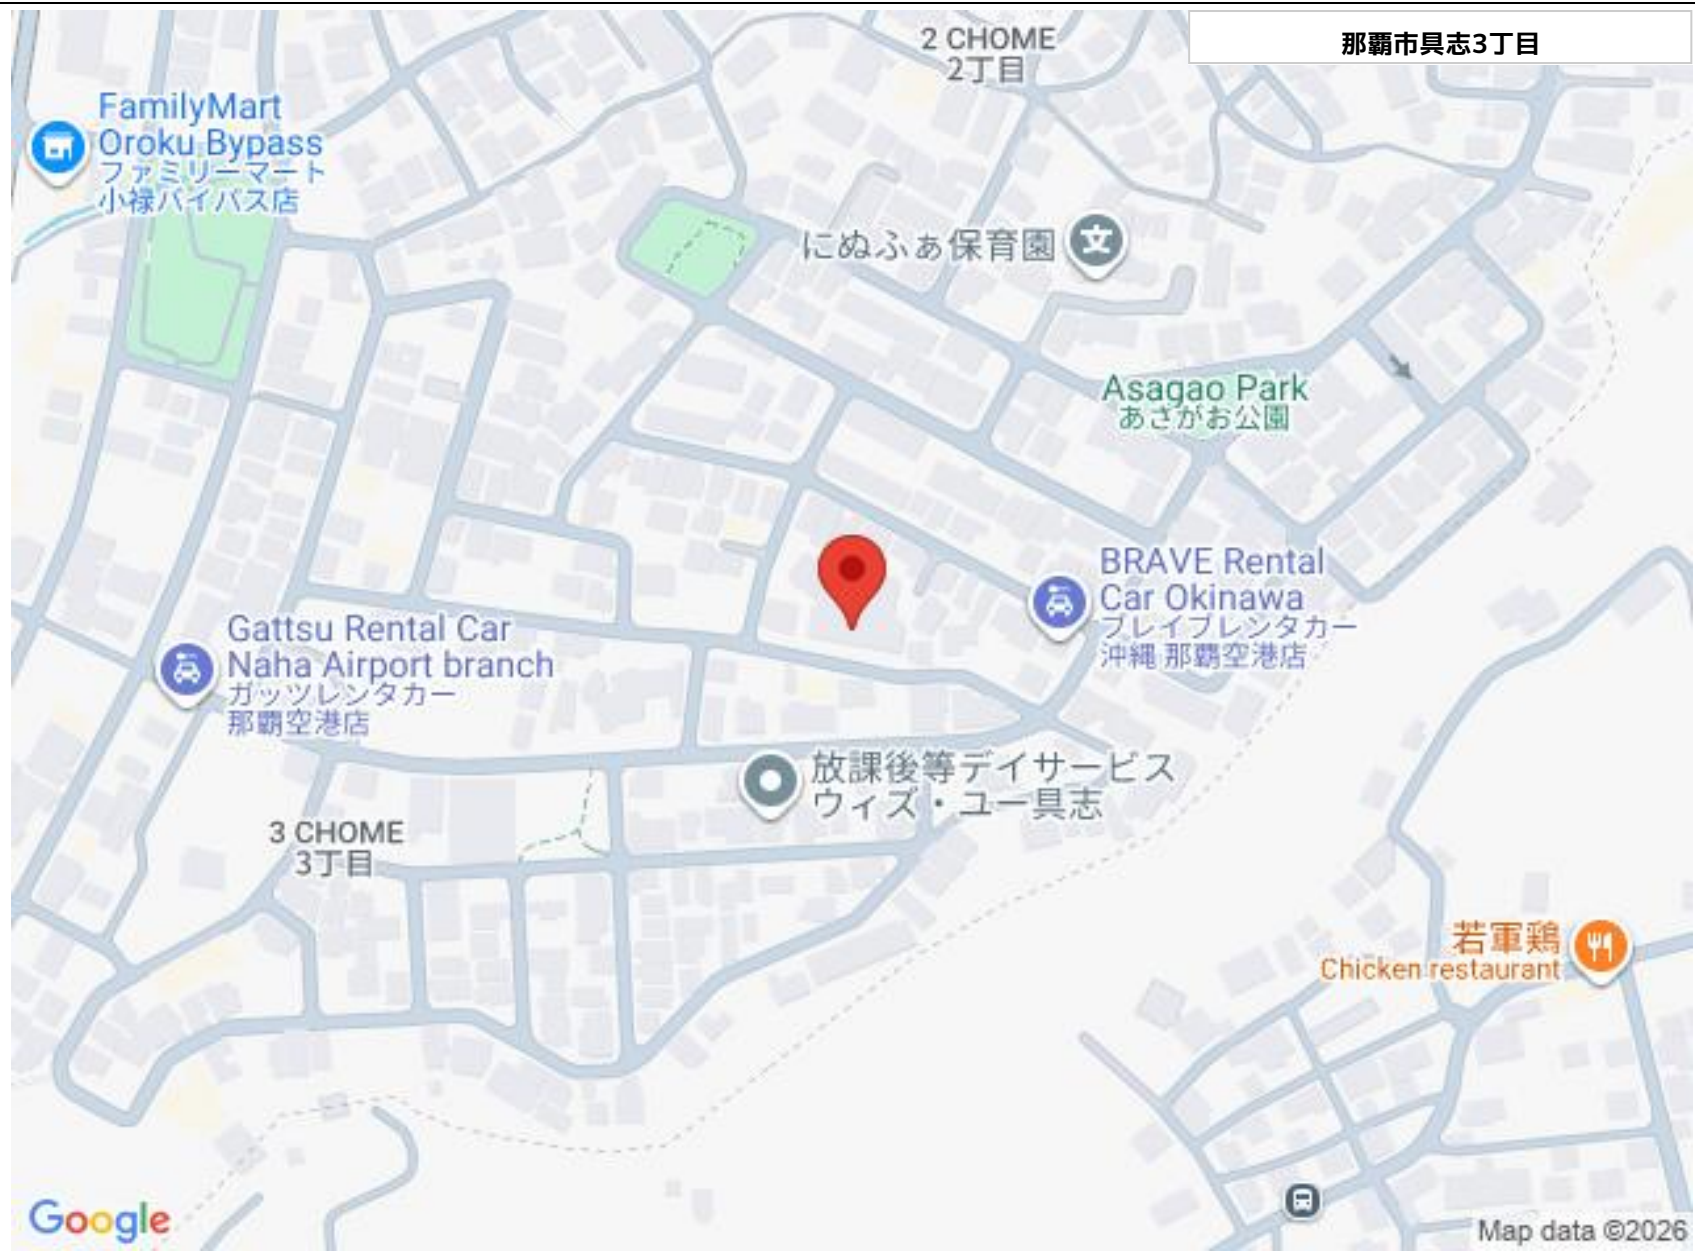 那覇市具志3丁目
2 CHOME
2丁目
FamilyMart
Oroku Bypass
ファミリーマート
小禄バイパス店
にぬふぁ保育園
Asagao Park
あさがお公園
BRAVE Rental
Car Okinawa
ブレイブレンタカー
沖縄 那覇空港店
Gattsu Rental Car
Naha Airport branch
ガッツレンタカー
那覇空港店
放課後等デイサービス
ウィズ・ユー具志
3 CHOME
3丁目
若軍鶏
Chicken restaurant
Google
Map data ©2026